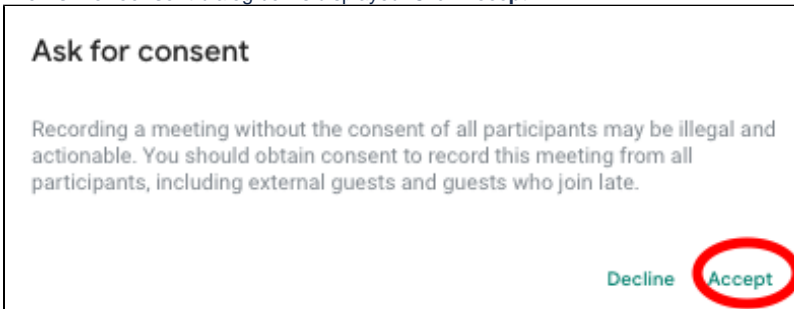 Ask for consent
Recording a meeting without the consent of all participants may be illegal and
actionable. You should obtain consent to record this meeting from all
participants, including external guests and guests who join late.
Decline Accept